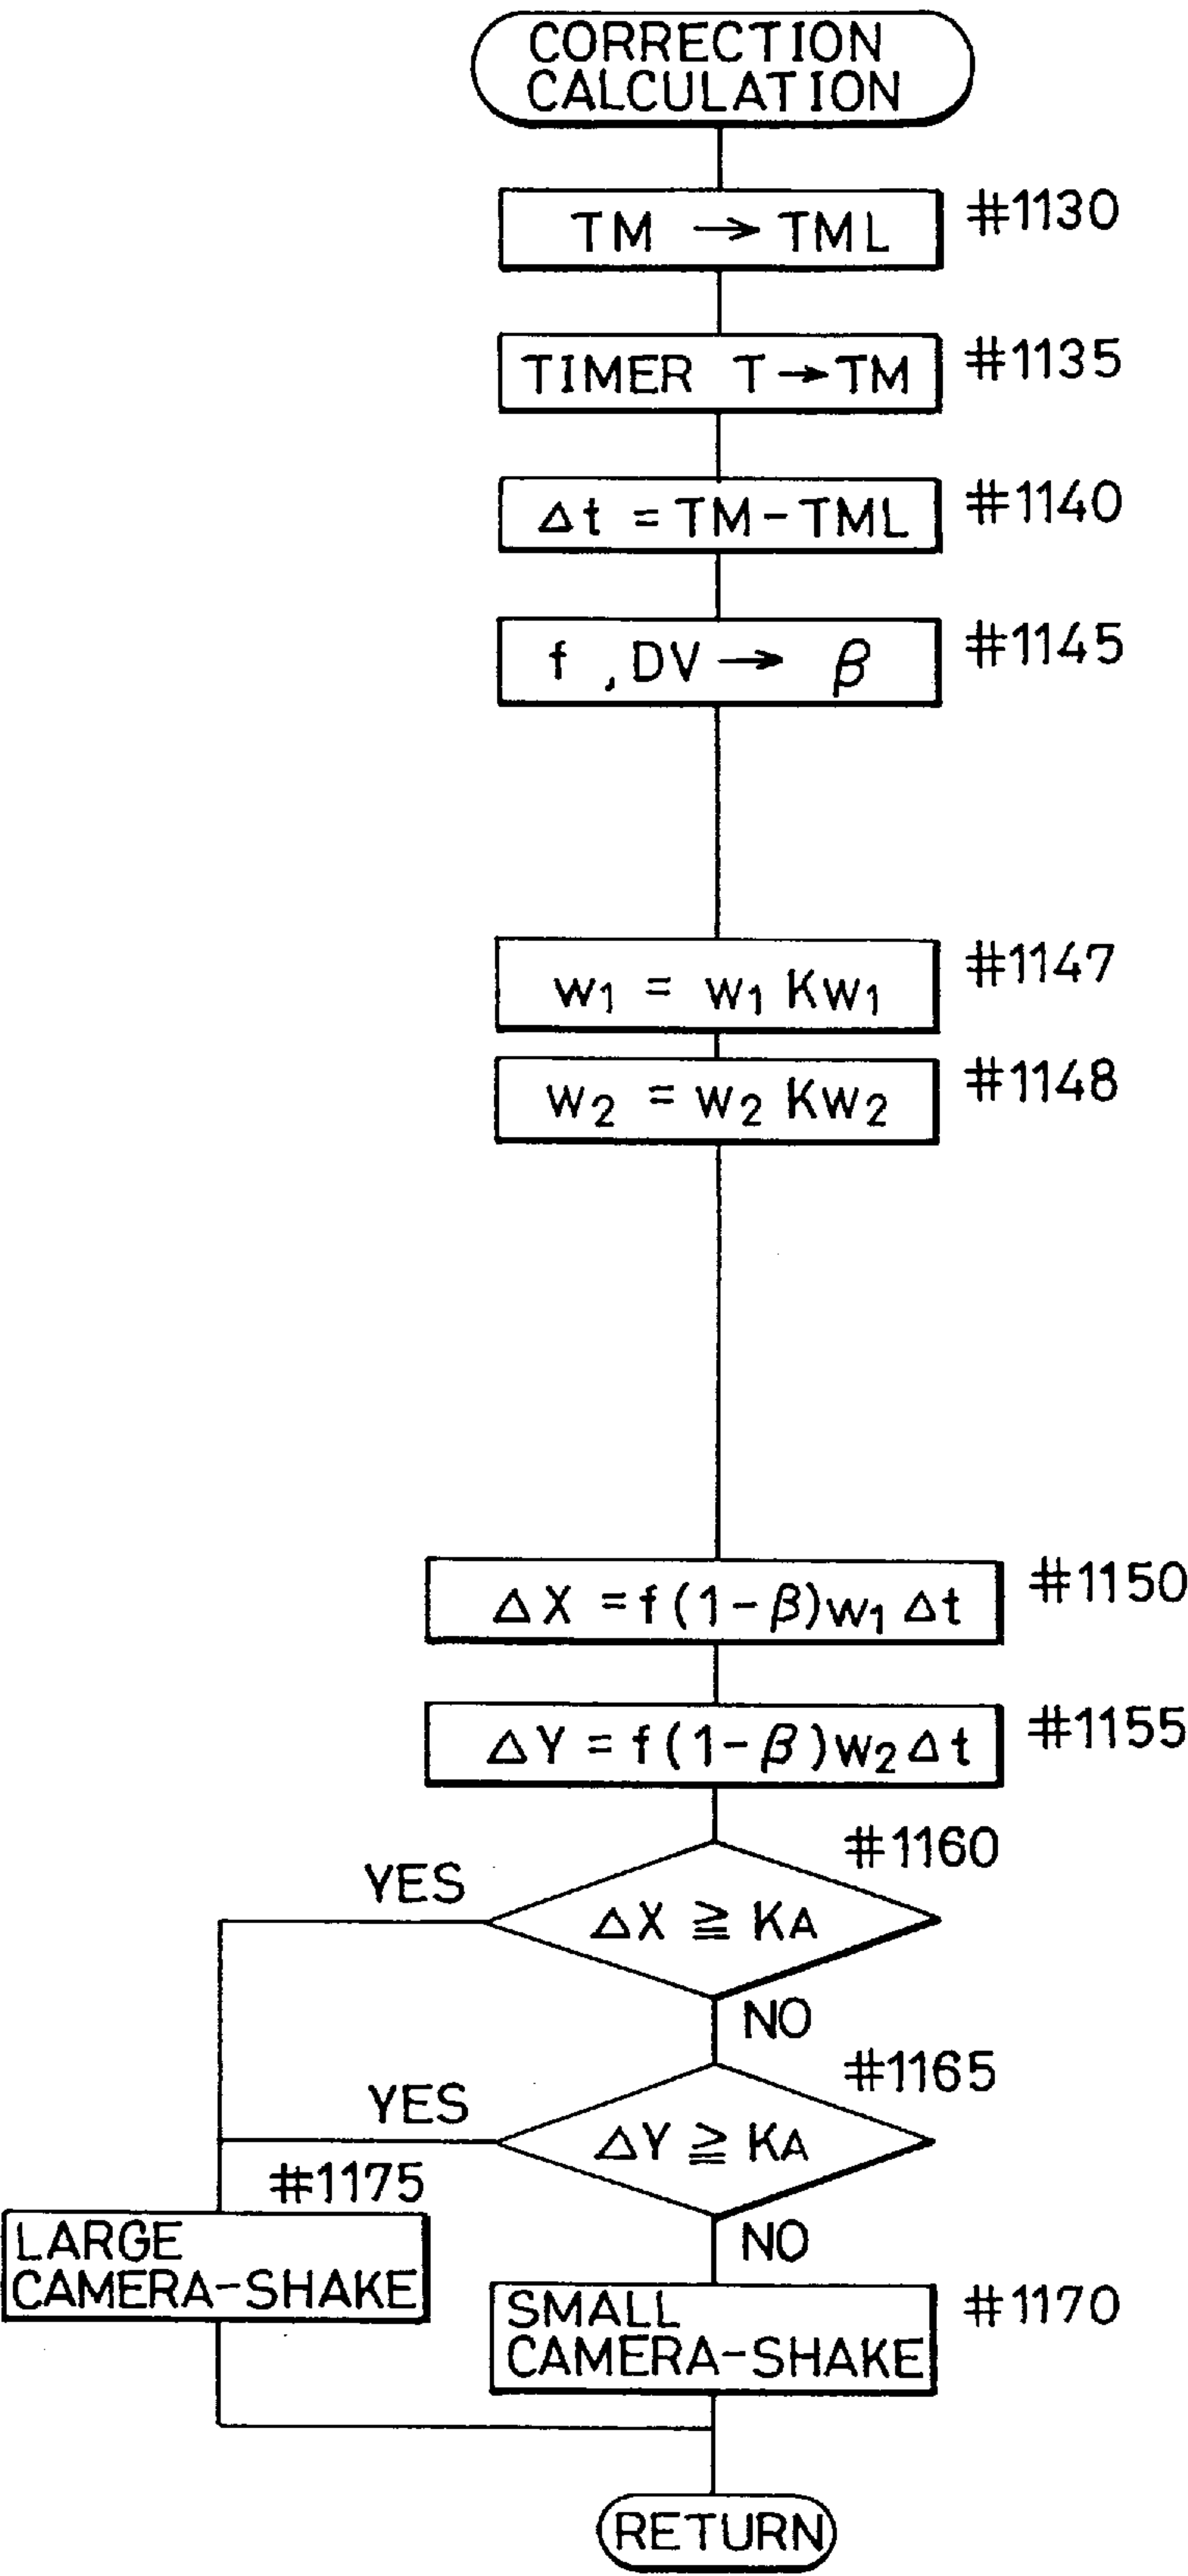 CORRECTION
CALCULATION
TM → TML
#1130
TIMER T→TM
#1135
Δt = TM-TML
#1140
f , DV → β
#1145
w₁ = w₁ Kw₁
#1147
w₂ = w₂ Kw₂
#1148
ΔX = f(1-β)w₁ Δt
#1150
ΔY = f(1-β)w₂ Δt
#1155
#1160
YES
ΔX ≧ KA
NO
#1165
YES
ΔY ≧ KA
#1175
NO
LARGE
CAMERA-SHAKE
SMALL
CAMERA-SHAKE
#1170
RETURN